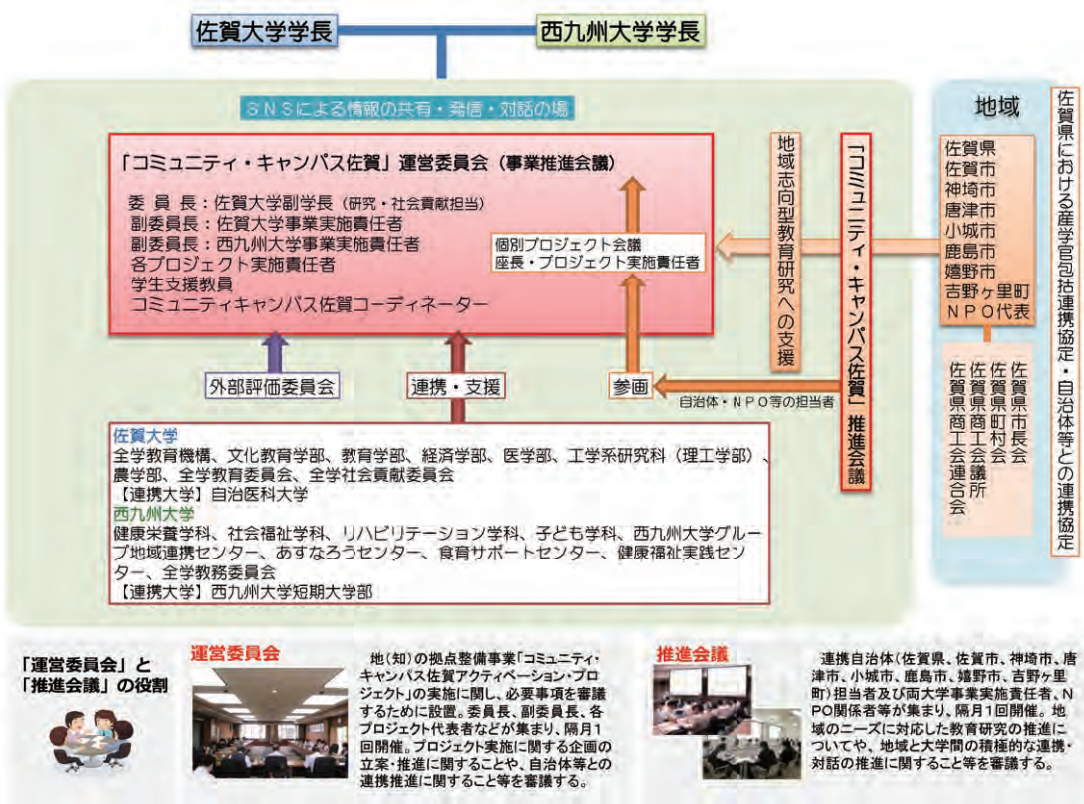 佐賀大学学長
西九州大学学長
SNSによる情報の共有・発信・対話の場
「コミュニティ・キャンパス佐賀」運営委員会（事業推進会議）
委 員 長：佐賀大学副学長（研究・社会貢献担当）
副委員長：佐賀大学事業実施責任者
副委員長：西九州大学事業実施責任者
各プロジェクト実施責任者
学生支援教員
コミュニティキャンパス佐賀コーディネーター
個別プロジェクト会議
座長・プロジェクト実施責任者
外部評価委員会
連携・支援
参画
自治体・NPO等の担当者
地域志向型教育研究への支援
「コミュニティ・キャンパス佐賀」推進会議
佐賀大学
全学教育機構、文化教育学部、教育学部、経済学部、医学部、工学系研究科（理工学部）、
農学部、全学教育委員会、全学社会貢献委員会
【連携大学】自治医科大学
西九州大学
健康栄養学科、社会福祉学科、リハビリテーション学科、子ども学科、西九州大学グルー
プ地域連携センター、あすなろうセンター、食育サポートセンター、健康福祉実践セン
ター、全学教務委員会
【連携大学】西九州大学短期大学部
地域
佐賀県
佐賀市
神埼市
唐津市
小城市
鹿島市
嬉野市
吉野ヶ里町
NPO代表
佐賀県市長会
佐賀県町村会
佐賀県商工会議所
佐賀県商工会連合会
佐賀県における産学官包括連携協定・自治体等との連携協定
「運営委員会」と
「推進会議」の役割
運営委員会
地(知)の拠点整備事業「コミュニティ・
キャンパス佐賀アクティベーション・プロ
ジェクト」の実施に関し、必要事項を審議
するために設置。委員長、副委員長、各
プロジェクト代表者などが集まり、隔月1
回開催。プロジェクト実施に関する企画の
立案・推進に関することや、自治体等との
連携推進に関すること等を審議する。
推進会議
連携自治体(佐賀県、佐賀市、神埼市、唐
津市、小城市、鹿島市、嬉野市、吉野ヶ里
町)担当者及び両大学事業実施責任者、N
PO関係者等が集まり、隔月1回開催。地
域のニーズに対応した教育研究の推進に
ついてや、地域と大学間の積極的な連携・
対話の推進に関すること等を審議する。